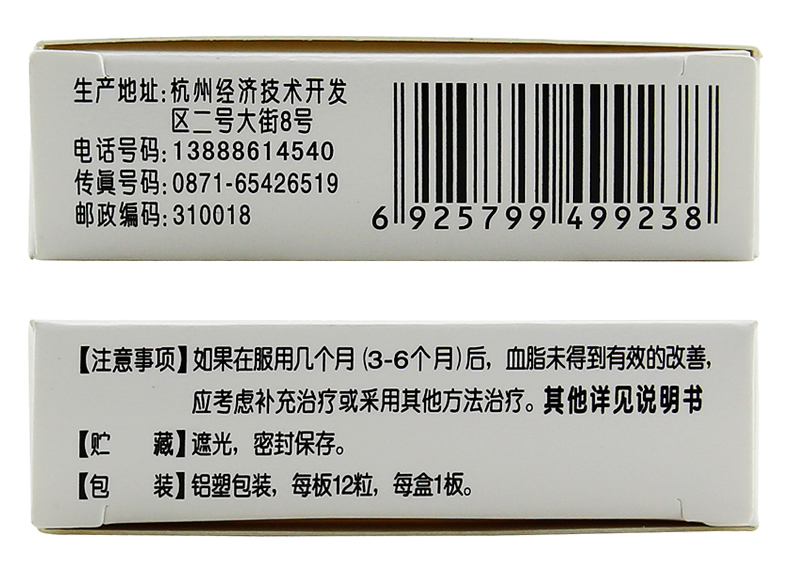 生产地址:杭州经济技术开发
区二号大街8号
电话号码:13888614540
传眞号码:0871-65426519
邮政编码:310018
6 925799 499238
【注意事项】如果在服用几个月(3-6个月)后，血脂未得到有效的改善，
应考虑补充治疗或采用其他方法治疗。其他详见说明书
【贮 藏】遮光，密封保存。
【包 装】铝塑包装，每板12粒，每盒1板。